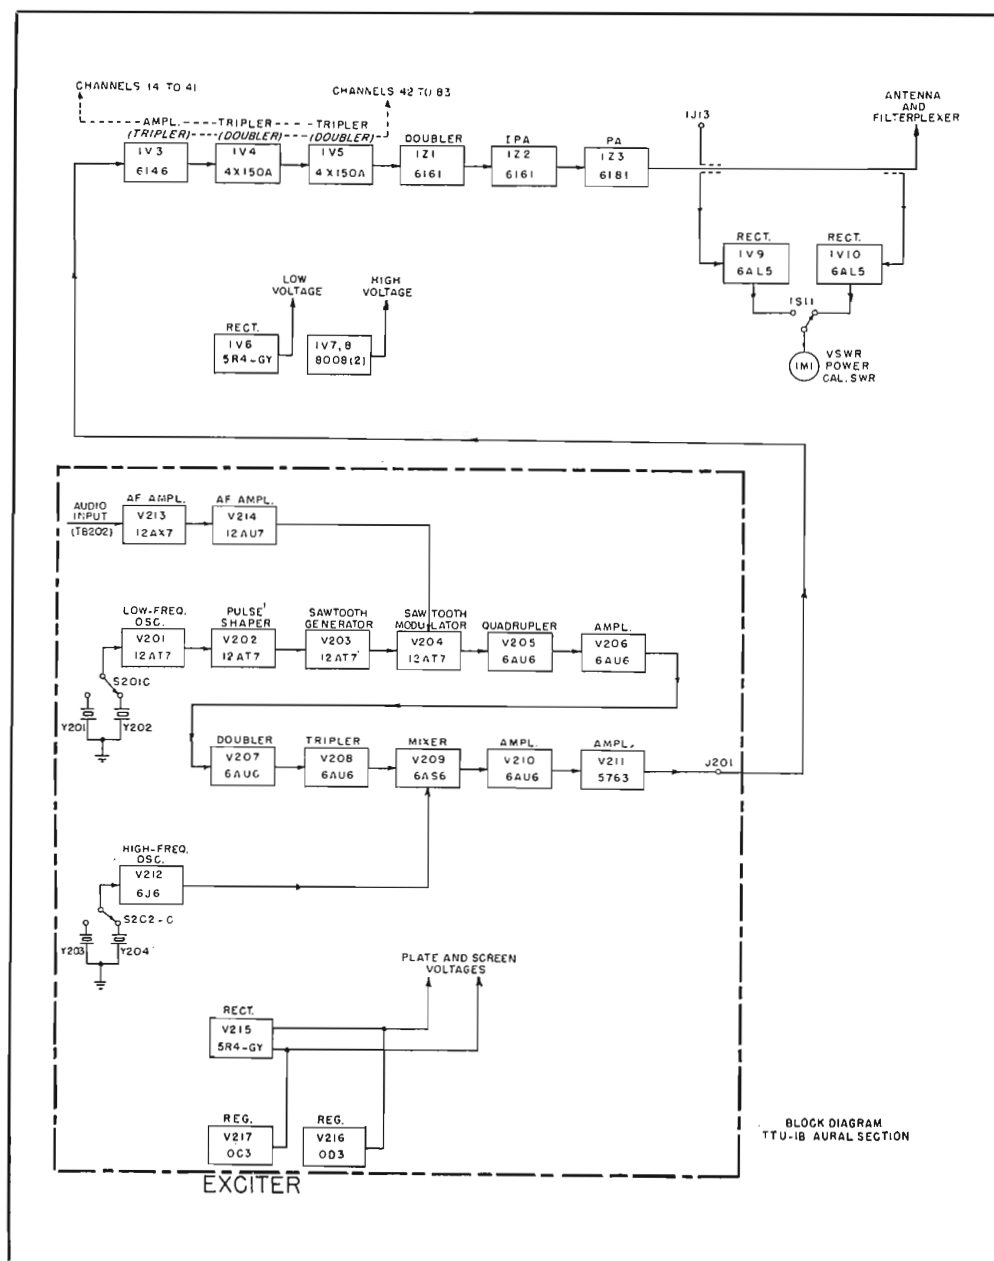 CHANNELS 14 TO 41
CHANNELS 42 TO 83
AMPL. TRIPLER TRIPLER
(TRIPLER) (DOUBLER) (DOUBLER)
DOUBLER
IPA
PA
1V3
6146
1V4
4X150A
1V5
4X150A
1Z1
6161
1Z2
6161
1Z3
6181
1J13
ANTENNA
AND
FILTERPLEXER
RECT.
1V9
6AL5
RECT.
1V10
6AL5
1S11
1M1
VSWR
POWER
CAL. SWR
LOW
VOLTAGE
HIGH
VOLTAGE
RECT.
1V6
5R4-GY
1V7,8
8008(2)
AUDIO
INPUT
(TB202)
AF AMPL.
V213
12AX7
AF AMPL.
V214
12AU7
LOW-FREQ.
OSC.
V201
12AT7
PULSE
SHAPER
V202
12AT7
SAWTOOTH
GENERATOR
V203
12AT7
SAWTOOTH
MODULATOR
V204
12AT7
QUADRUPLER
V205
6AU6
AMPL.
V206
6AU6
S201C
Y201
Y202
DOUBLER
V207
6AU6
TRIPLER
V208
6AU6
MIXER
V209
6AS6
AMPL.
V210
6AU6
AMPL.
V211
5763
J201
HIGH-FREQ.
OSC.
V212
6J6
S202-C
Y203
Y204
PLATE AND SCREEN
VOLTAGES
RECT.
V215
5R4-GY
REG.
V217
OC3
REG.
V216
OD3
EXCITER
BLOCK DIAGRAM
TTU-1B AURAL SECTION